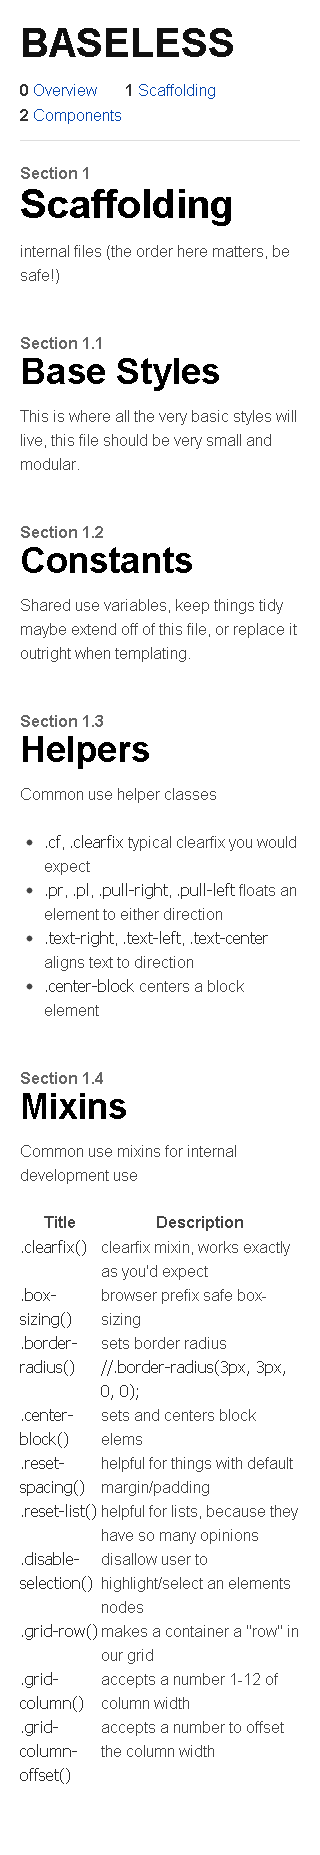 BASELESS
0 Overview 1 Scaffolding
2 Components
Section 1
Scaffolding
internal files (the order here matters, be
safe!)
Section 1.1
Base Styles
This is where all the very basic styles will
live, this file should be very small and
modular.
Section 1.2
Constants
Shared use variables, keep things tidy
maybe extend off of this file, or replace it
outright when templating.
Section 1.3
Helpers
Common use helper classes
• .cf, .clearfix typical clearfix you would
expect
• .pr, .pl, .pull-right, .pull-left floats an
element to either direction
• .text-right, .text-left, .text-center
aligns text to direction
• .center-block centers a block
element
Section 1.4
Mixins
Common use mixins for internal
development use
Title Description
.clearfix() clearfix mixin, works exactly
as you'd expect
.box- browser prefix safe box-
sizing() sizing
.border- sets border radius
radius() //.border-radius(3px, 3px,
0, 0);
.center- sets and centers block
block() elems
.reset- helpful for things with default
spacing() margin/padding
.reset-list() helpful for lists, because they
have so many opinions
.disable- disallow user to
selection() highlight/select an elements
nodes
.grid-row() makes a container a "row" in
our grid
.grid- accepts a number 1-12 of
column() column width
.grid- accepts a number to offset
column- the column width
offset()